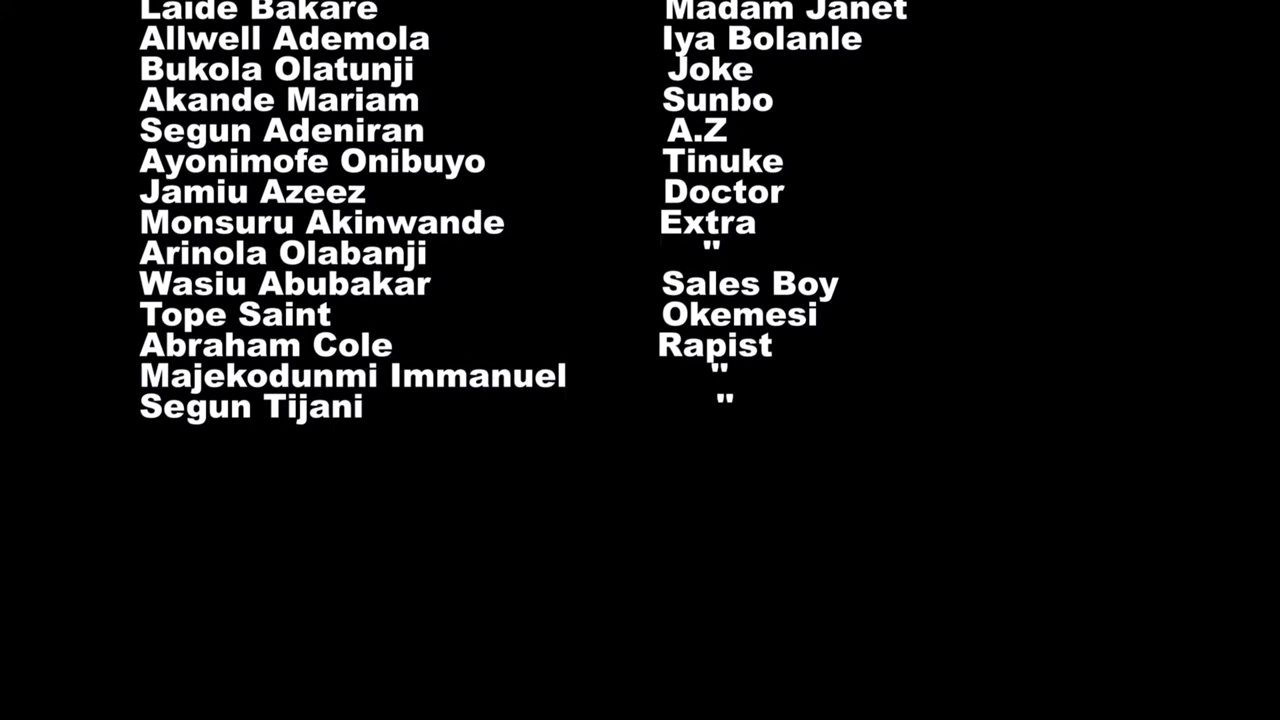 Laide Bakare Madam Janet
Allwell Ademola Iya Bolanle
Bukola Olatunji Joke
Akande Mariam Sunbo
Segun Adeniran A.Z
Ayonimofe Onibuyo Tinuke
Jamiu Azeez Doctor
Monsuru Akinwande Extra
Arinola Olabanji "
Wasiu Abubakar Sales Boy
Tope Saint Okemesi
Abraham Cole Rapist
Majekodunmi Immanuel "
Segun Tijani "